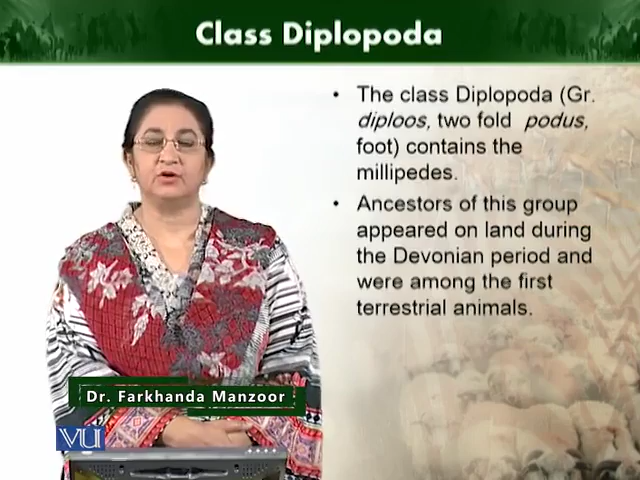 Class Diplopoda
• The class Diplopoda (Gr.
diploos, two fold podus,
foot) contains the
millipedes.
• Ancestors of this group
appeared on land during
the Devonian period and
were among the first
terrestrial animals.
Dr. Farkhanda Manzoor
VU